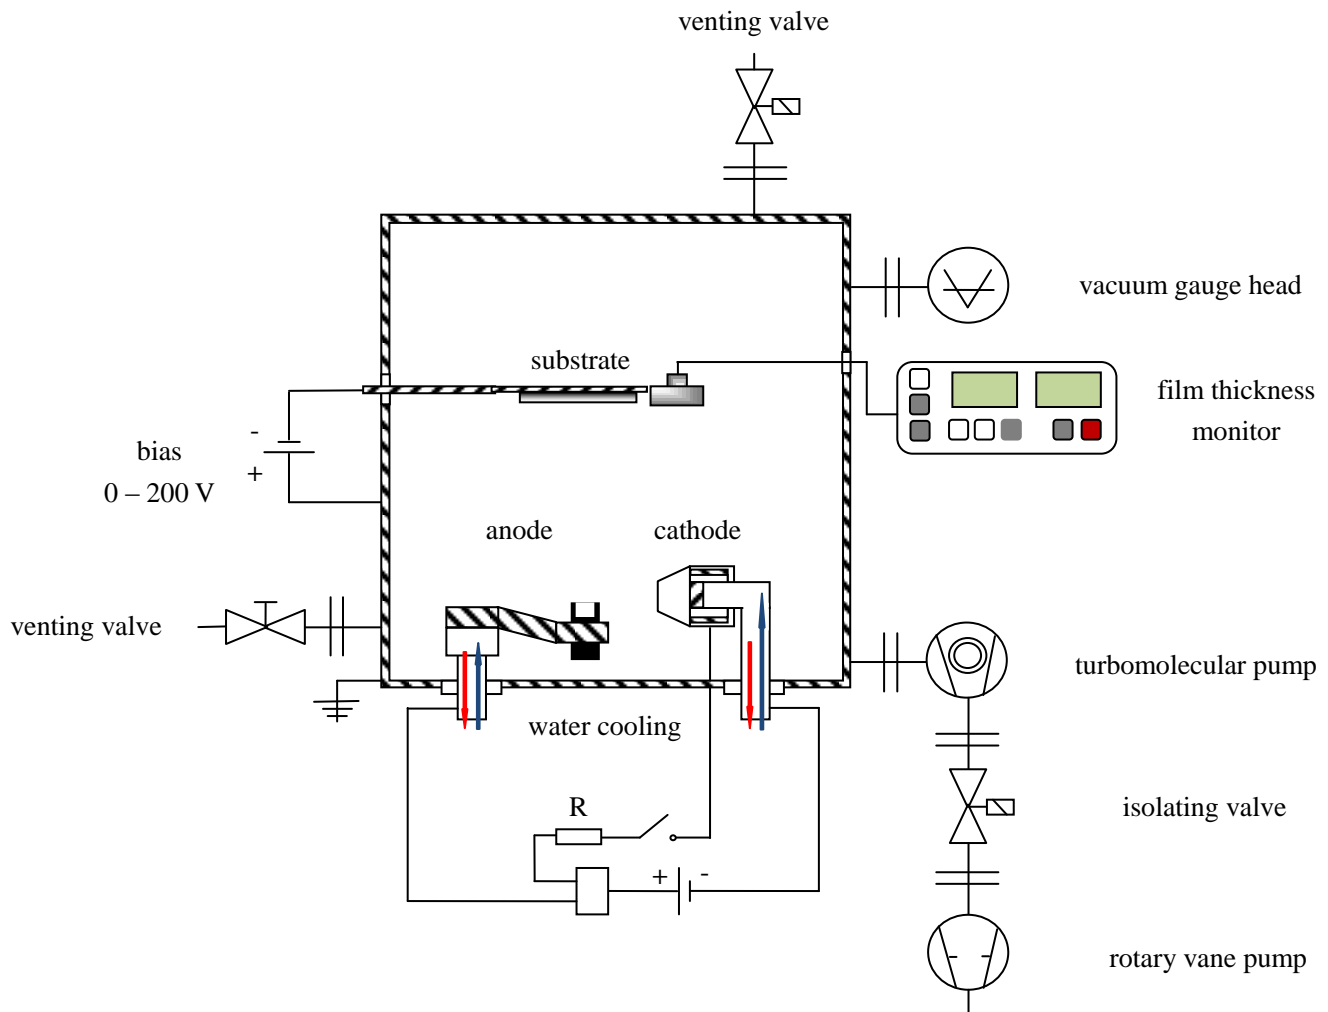 venting valve
vacuum gauge head
substrate
film thickness
monitor
-
bias
+
0 – 200 V
anode
cathode
venting valve
turbomolecular pump
water cooling
R
isolating valve
+
-
rotary vane pump